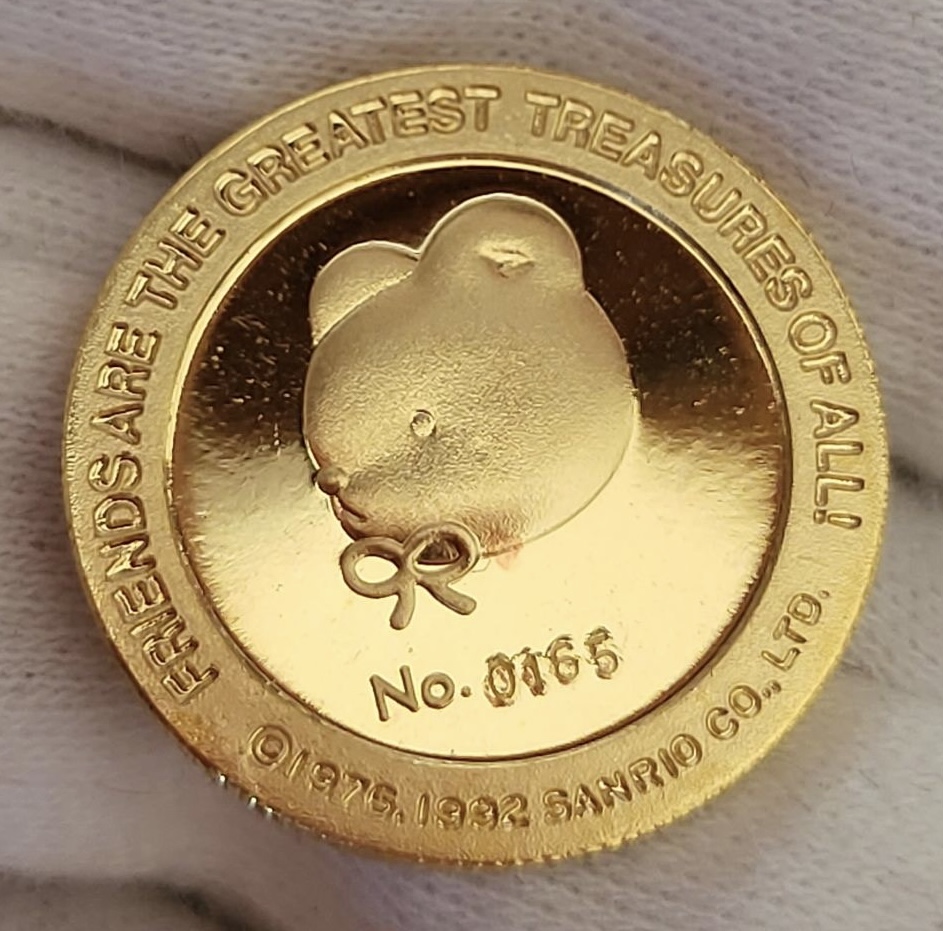 FRIENDS ARE THE GREATEST TREASURES OF ALL!
No. 0165
©1976, 1992 SANRIO CO., LTD.